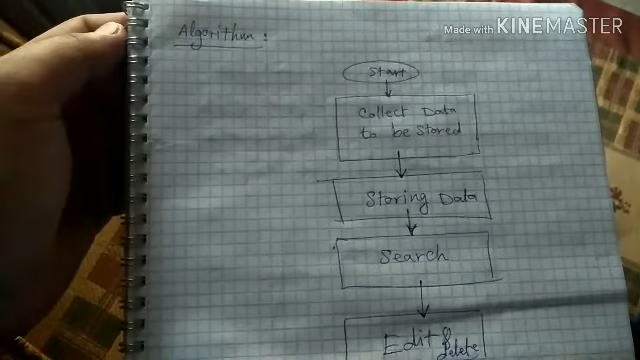 Made with KINEMASTER
Algorithm :
Start
Collect Data
to be Stored
Storing Data
Search
Edit &
Delete